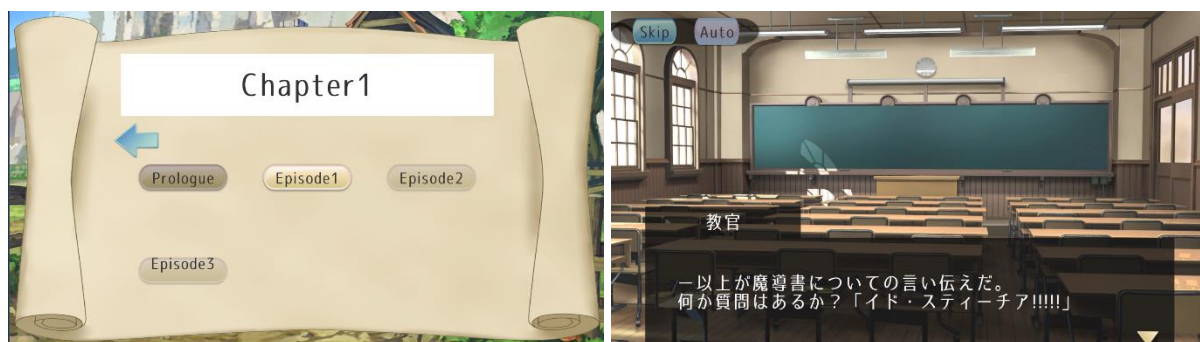 Chapter1
Prologue
Episode1
Episode2
Episode3
Skip
Auto
教官
ー以上が魔導書についての言い伝えだ。
何か質問はあるか？「イド・スティーチア!!!!!」